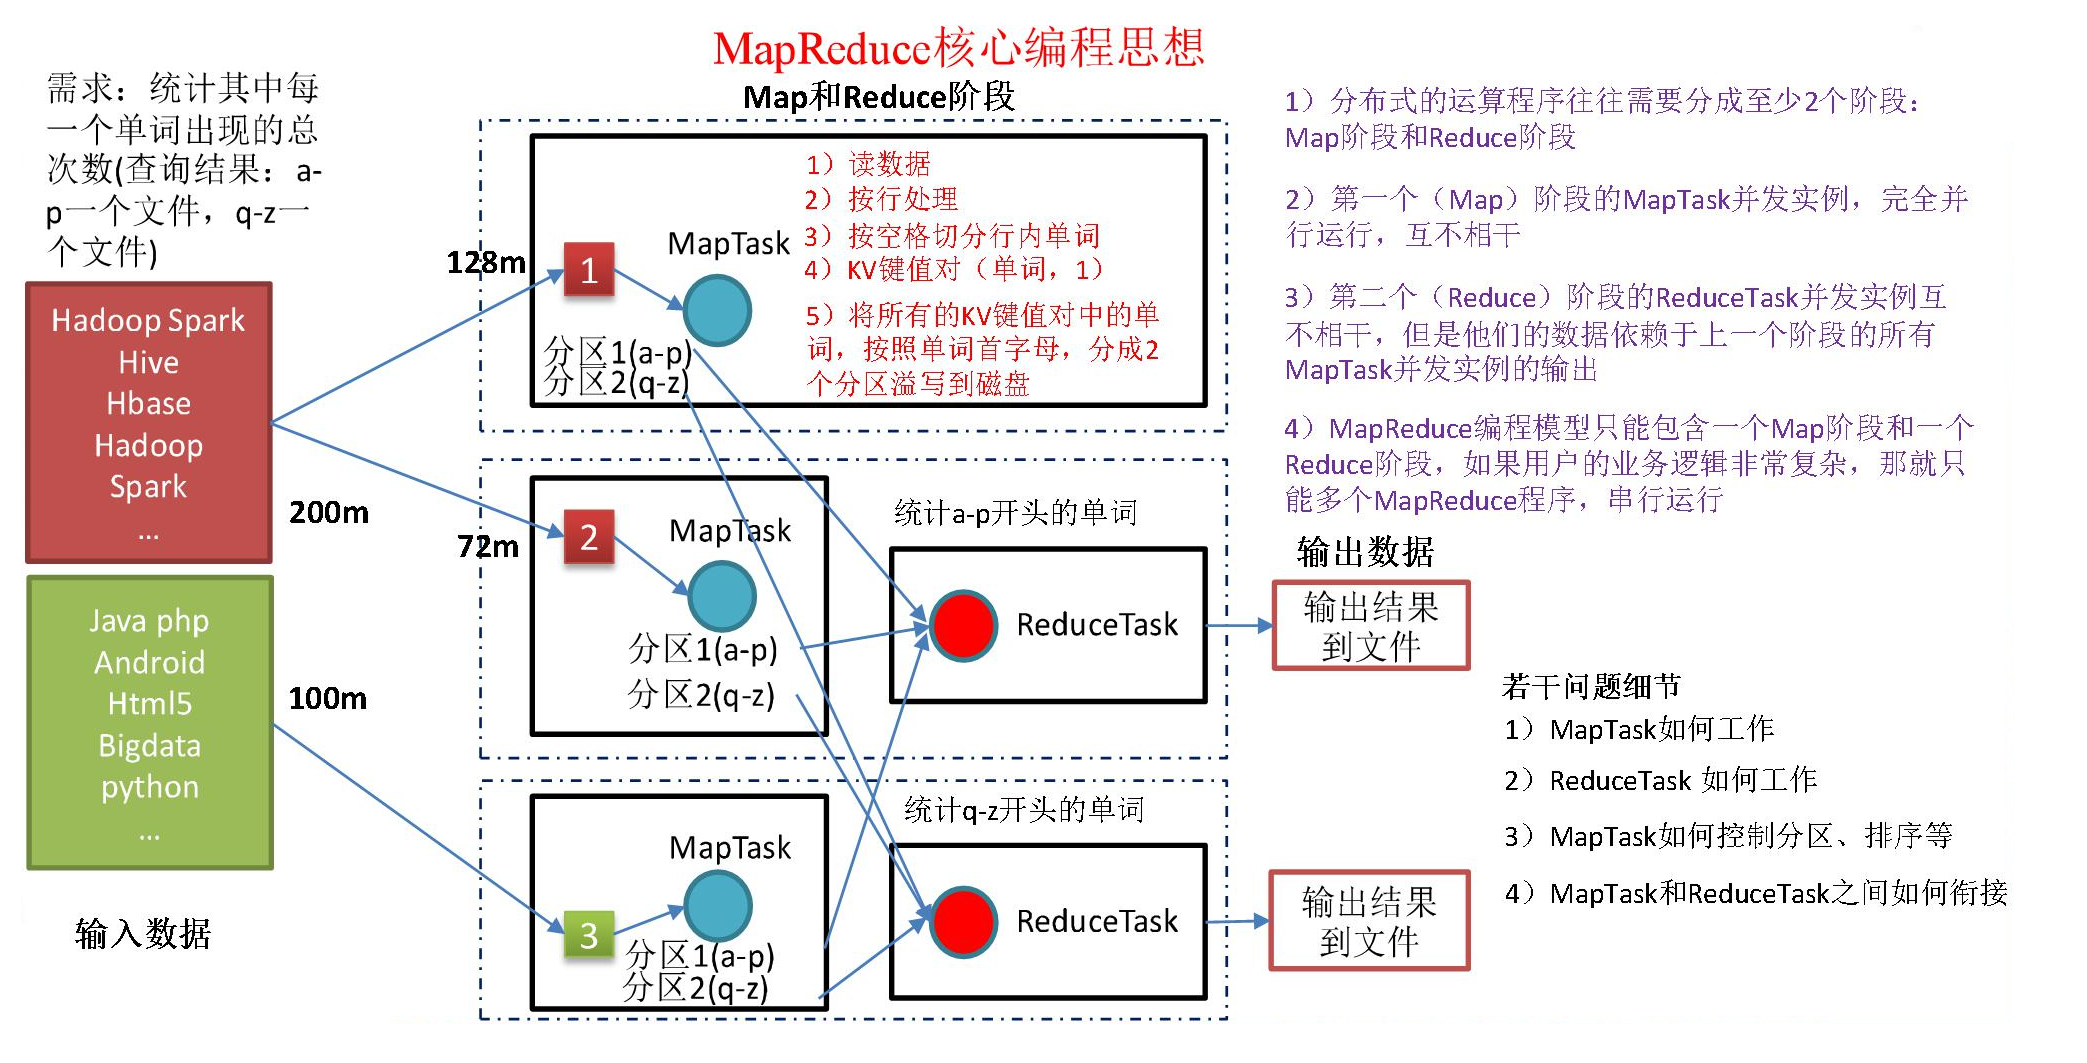 MapReduce核心编程思想
Map和Reduce阶段
需求：统计其中每
一个单词出现的总
次数(查询结果：a-
p一个文件，q-z一
个文件)
Hadoop Spark
Hive
Hbase
Hadoop
Spark
...
200m
Java php
Android
Html5
Bigdata
python
...
100m
输入数据
128m
1
MapTask
分区1(a-p)
分区2(q-z)
1）读数据
2）按行处理
3）按空格切分行内单词
4）KV键值对（单词，1）
5）将所有的KV键值对中的单
词，按照单词首字母，分成2
个分区溢写到磁盘
72m
2
MapTask
分区1(a-p)
分区2(q-z)
统计a-p开头的单词
ReduceTask
3
MapTask
分区1(a-p)
分区2(q-z)
统计q-z开头的单词
ReduceTask
1）分布式的运算程序往往需要分成至少2个阶段：
Map阶段和Reduce阶段
2）第一个（Map）阶段的MapTask并发实例，完全并
行运行，互不相干
3）第二个（Reduce）阶段的ReduceTask并发实例互
不相干，但是他们的数据依赖于上一个阶段的所有
MapTask并发实例的输出
4）MapReduce编程模型只能包含一个Map阶段和一个
Reduce阶段，如果用户的业务逻辑非常复杂，那就只
能多个MapReduce程序，串行运行
输出数据
输出结果
到文件
输出结果
到文件
若干问题细节
1）MapTask如何工作
2）ReduceTask 如何工作
3）MapTask如何控制分区、排序等
4）MapTask和ReduceTask之间如何衔接